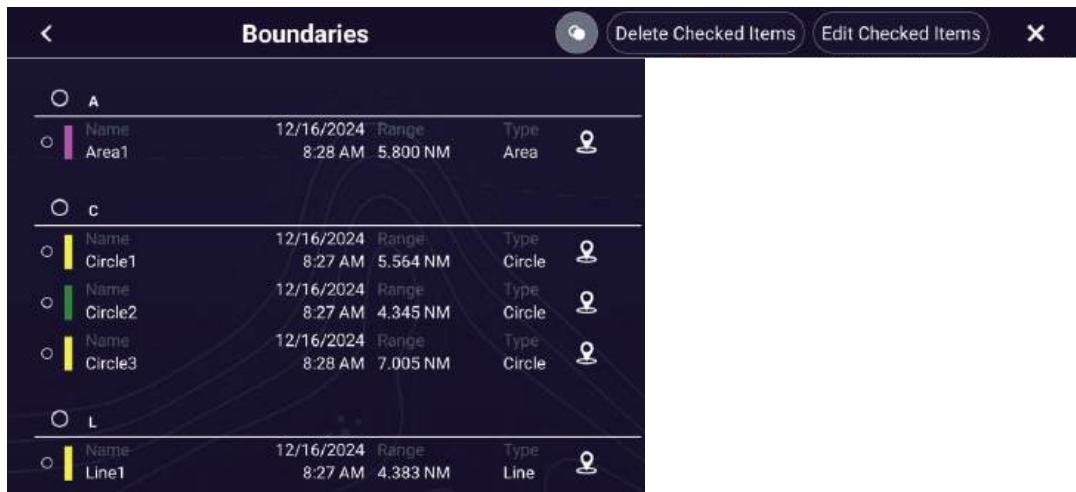 Boundaries Delete Checked Items Edit Checked Items
A
Name 12/16/2024 Range Type
Area1 8:28 AM 5.800 NM Area
C
Name 12/16/2024 Range Type
Circle1 8:27 AM 5.564 NM Circle
Name 12/16/2024 Range Type
Circle2 8:27 AM 4.345 NM Circle
Name 12/16/2024 Range Type
Circle3 8:28 AM 7.005 NM Circle
L
Name 12/16/2024 Range Type
Line1 8:27 AM 4.383 NM Line